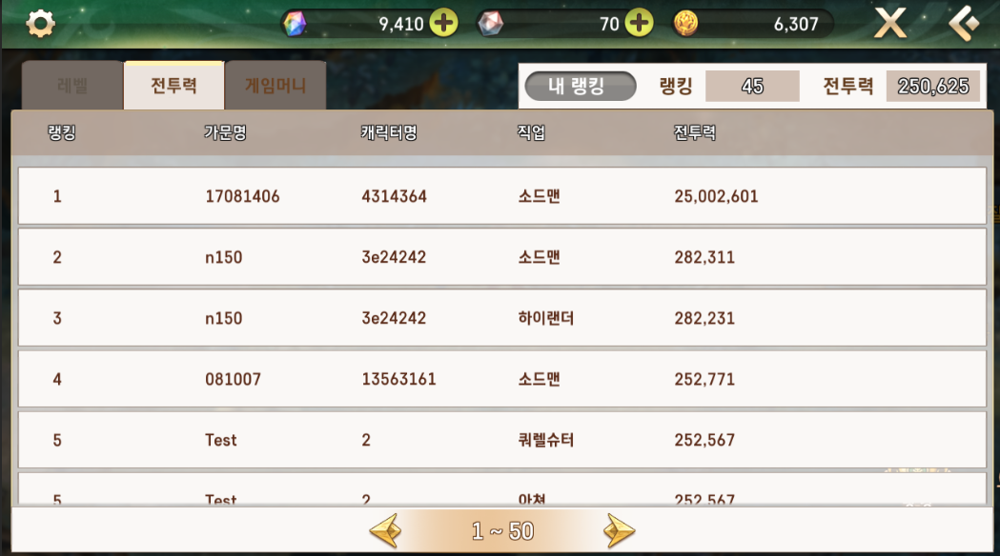 9,410 70 6,307
레벨 전투력 게임머니 내 랭킹 랭킹 45 전투력 250,625
랭킹 가문명 캐릭터명 직업 전투력
1 17081406 4314364 소드맨 25,002,601
2 n150 3e24242 소드맨 282,311
3 n150 3e24242 하이랜더 282,231
4 081007 13563161 소드맨 252,771
5 Test 2 쿼렐슈터 252,567
5 Test 2 아쳐 252,567
1 ~ 50